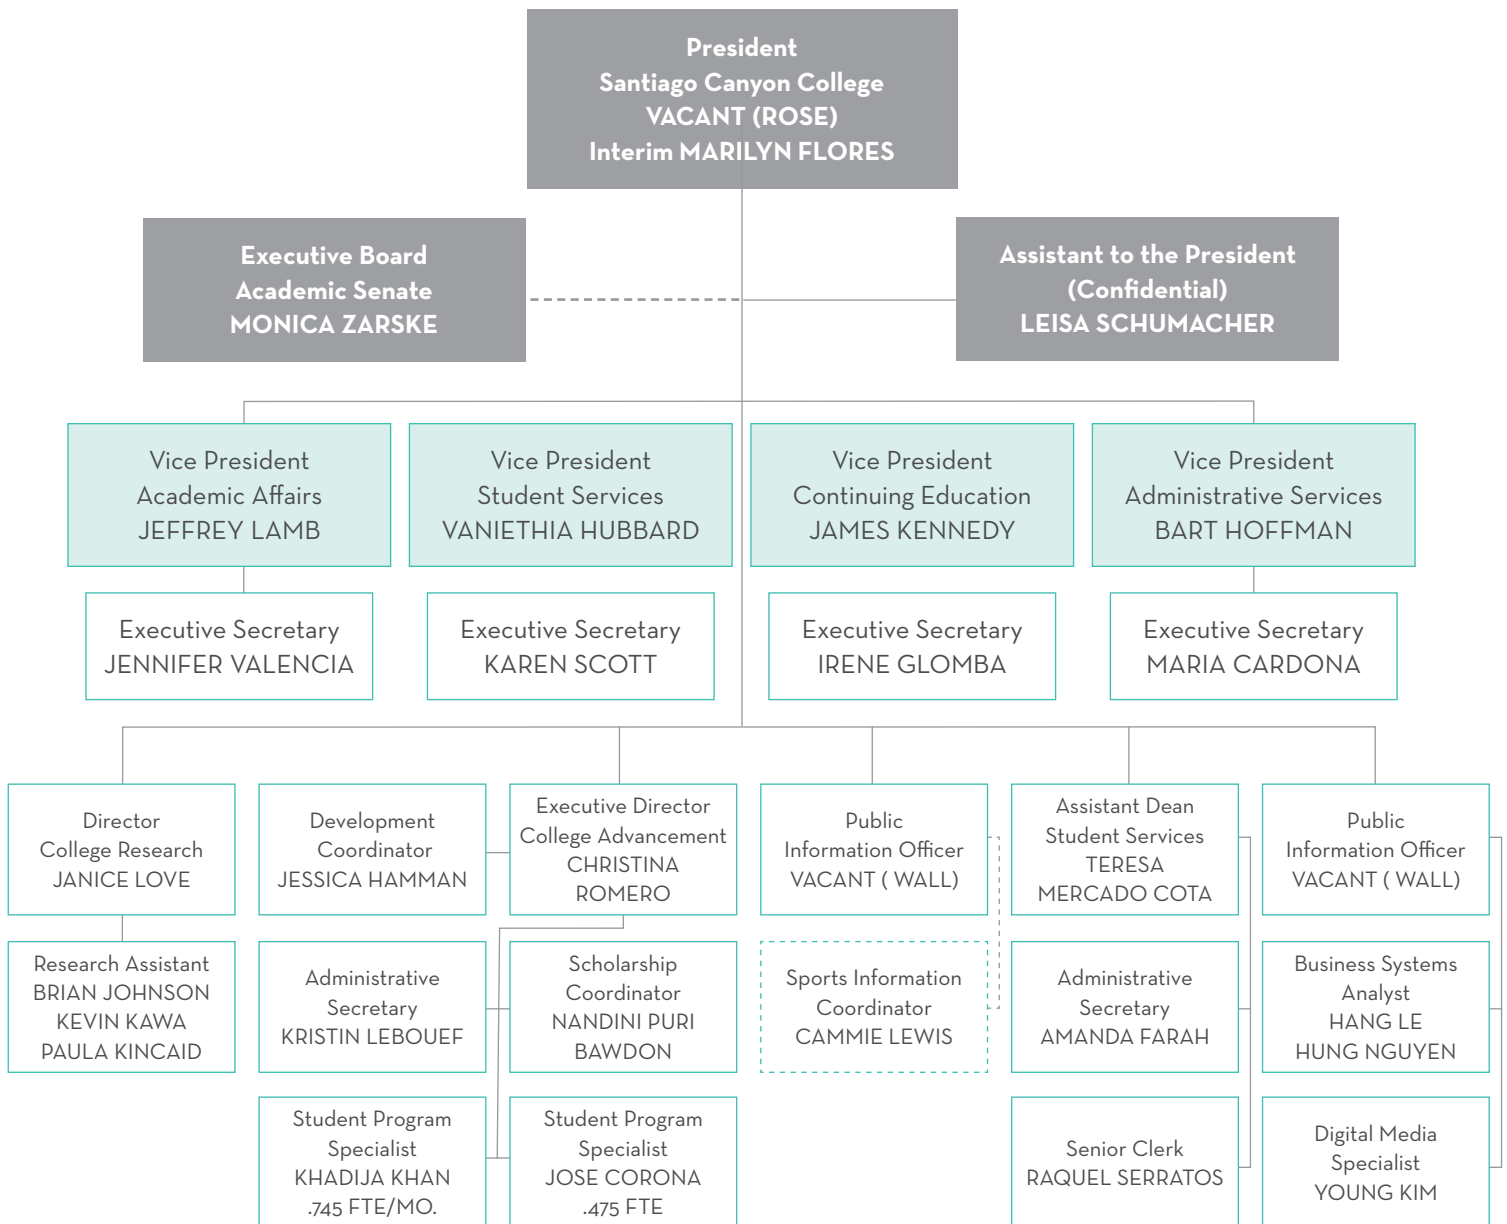 President
Santiago Canyon College
VACANT (ROSE)
Interim MARILYN FLORES
Executive Board
Academic Senate
MONICA ZARSKE
Assistant to the President
(Confidential)
LEISA SCHUMACHER
Vice President
Academic Affairs
JEFFREY LAMB
Vice President
Student Services
VANIETHIA HUBBARD
Vice President
Continuing Education
JAMES KENNEDY
Vice President
Administrative Services
BART HOFFMAN
Executive Secretary
JENNIFER VALENCIA
Executive Secretary
KAREN SCOTT
Executive Secretary
IRENE GLOMBA
Executive Secretary
MARIA CARDONA
Director
College Research
JANICE LOVE
Development
Coordinator
JESSICA HAMMAN
Executive Director
College Advancement
CHRISTINA
ROMERO
Public
Information Officer
VACANT ( WALL)
Assistant Dean
Student Services
TERESA
MERCADO COTA
Public
Information Officer
VACANT ( WALL)
Research Assistant
BRIAN JOHNSON
KEVIN KAWA
PAULA KINCAID
Administrative
Secretary
KRISTIN LEBOUEF
Scholarship
Coordinator
NANDINI PURI
BAWDON
Sports Information
Coordinator
CAMMIE LEWIS
Administrative
Secretary
AMANDA FARAH
Business Systems
Analyst
HANG LE
HUNG NGUYEN
Student Program
Specialist
KHADIJA KHAN
.745 FTE/MO.
Student Program
Specialist
JOSE CORONA
.475 FTE
Senior Clerk
RAQUEL SERRATOS
Digital Media
Specialist
YOUNG KIM